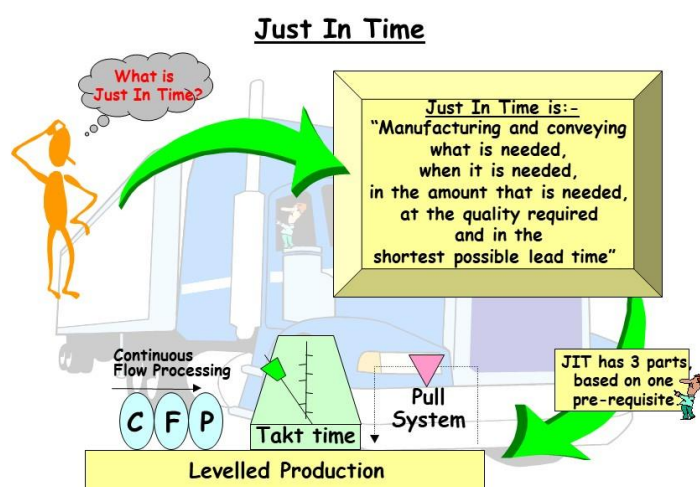 Just In Time
What is
Just In Time?
Just In Time is:-
“Manufacturing and conveying
what is needed,
when it is needed,
in the amount that is needed,
at the quality required
and in the
shortest possible lead time”
JIT has 3 parts
based on one
pre-requisite
Continuous
Flow Processing
C F P
Takt time
Pull
System
Levelled Production